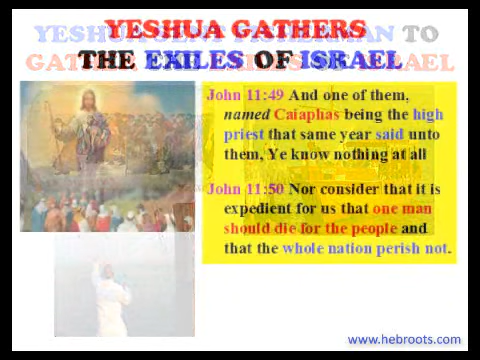 YESHUA GATHERS
THE EXILES OF ISRAEL
John 11:49 And one of them,
named Caiaphas being the high
priest that same year said unto
them, Ye know nothing at all
John 11:50 Nor consider that it is
expedient for us that one man
should die for the people and
that the whole nation perish not.
www.hebroots.com